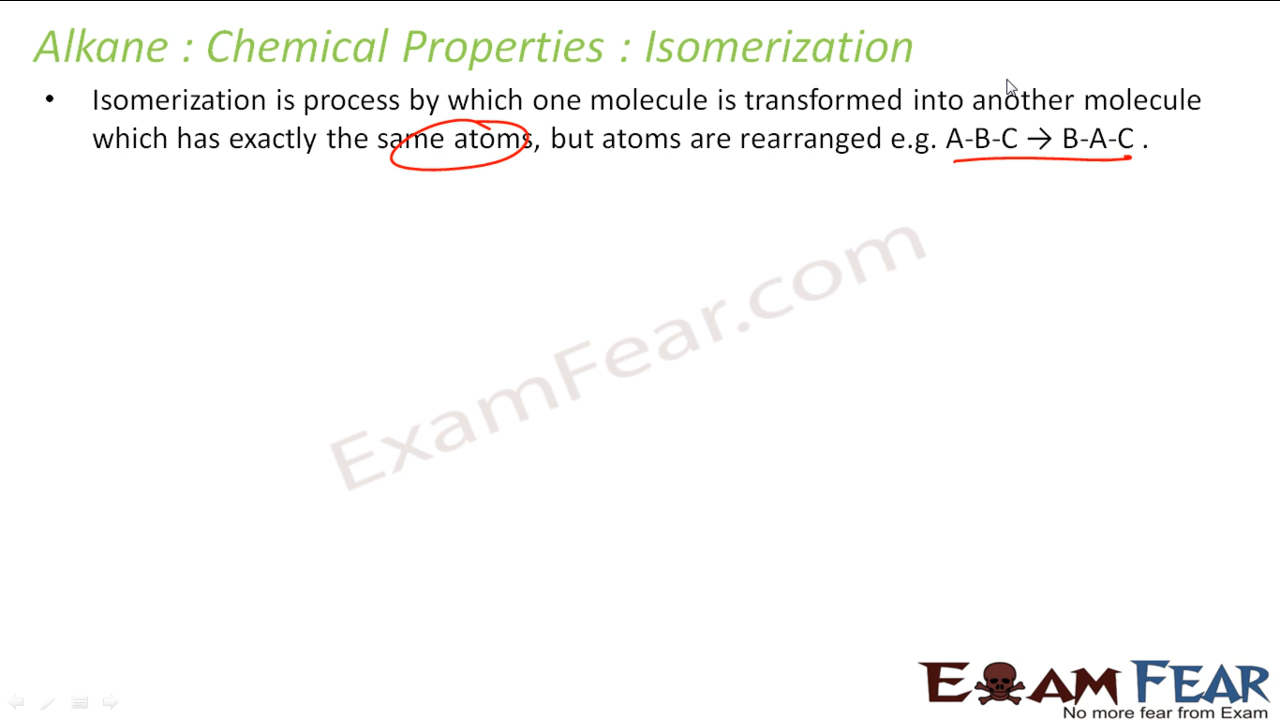 Alkane : Chemical Properties : Isomerization
• Isomerization is process by which one molecule is transformed into another molecule
which has exactly the same atoms, but atoms are rearranged e.g. A-B-C → B-A-C .
ExamFear.com
EXAM FEAR
No more fear from Exam